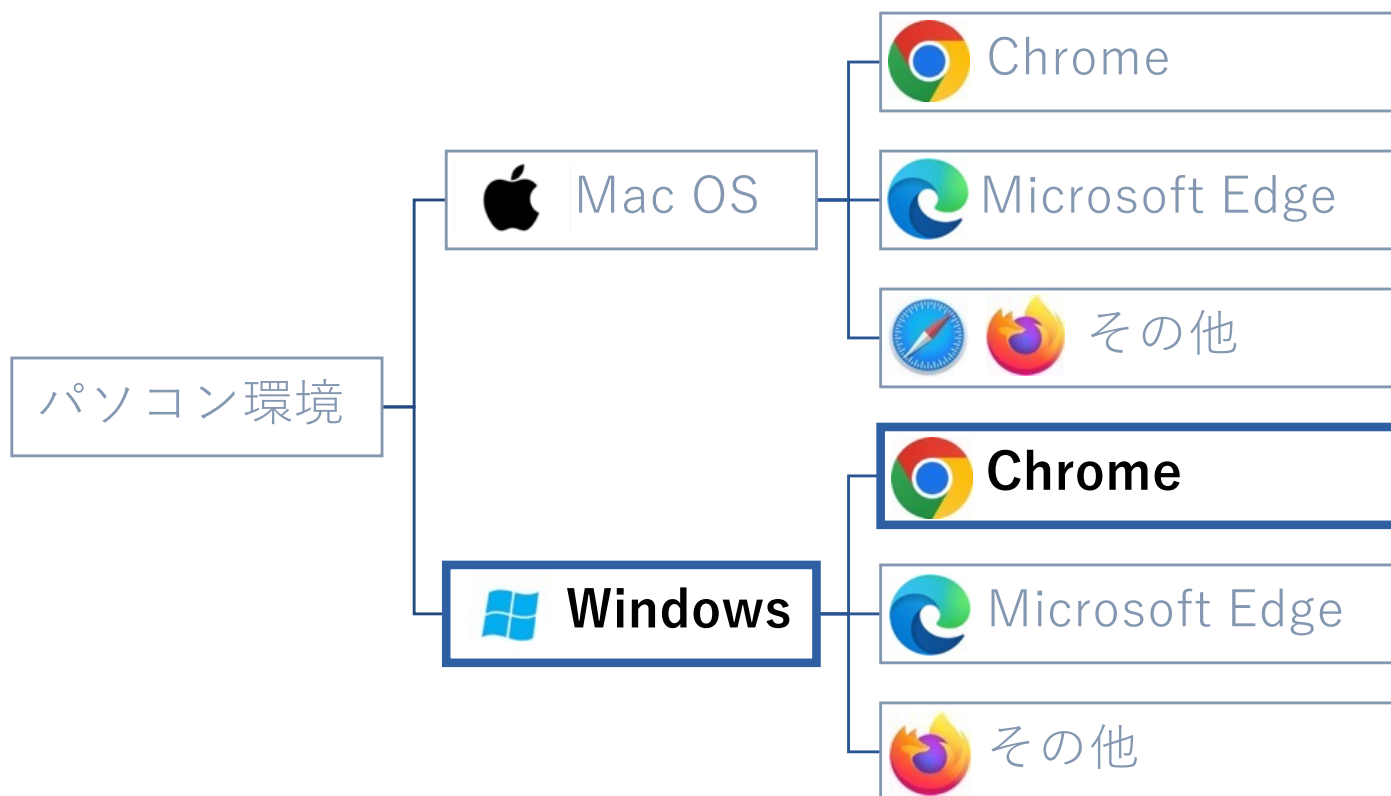 パソコン環境
Mac OS
Chrome
Microsoft Edge
その他
Windows
Chrome
Microsoft Edge
その他